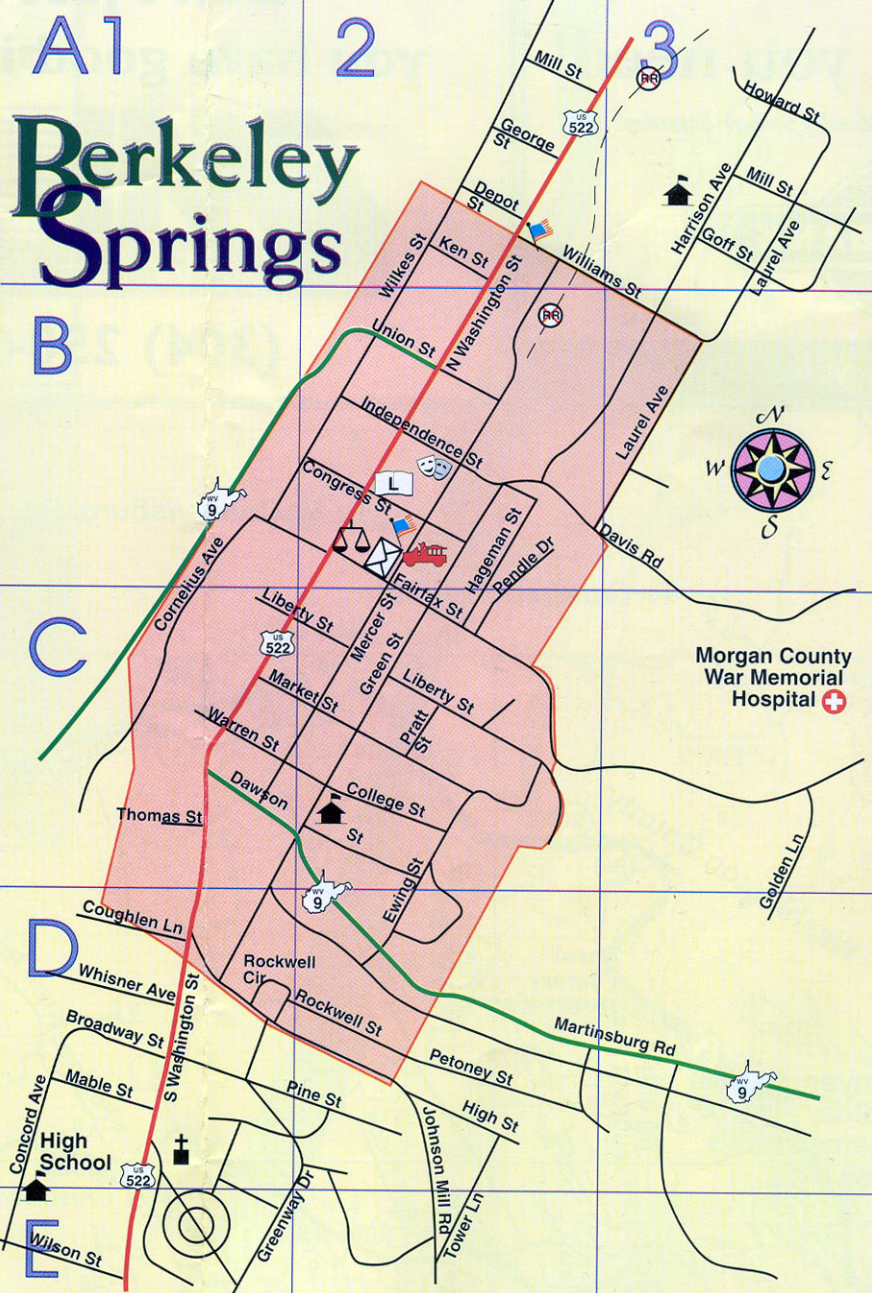 A1
2
3
Berkeley
Springs
B
C
D
E
Mill St
RR
US
522
Howard St
George
St
Mill St
Harrison Ave
Depot
St
Goff St
Laurel Ave
Wilkes St
Ken St
Williams St
N Washington St
RR
Union St
Laurel Ave
Independence St
N
W
E
S
Congress St
L
WV
9
Hageman St
Pendle Dr
Davis Rd
Cornelius Ave
Fairfax St
Liberty St
Mercer St
Green St
US
522
Morgan County
War Memorial
Hospital
Market St
Liberty St
Pratt
St
Warren St
Dawson
St
College St
Thomas St
Golden Ln
WV
9
Ewing St
Coughlen Ln
Rockwell
Cir
Whisner Ave
Rockwell St
S Washington St
Martinsburg Rd
Broadway St
Petoney St
WV
9
Mable St
Pine St
High St
Concord Ave
High
School
Johnson Mill Rd
US
522
Greenway Dr
Tower Ln
Wilson St